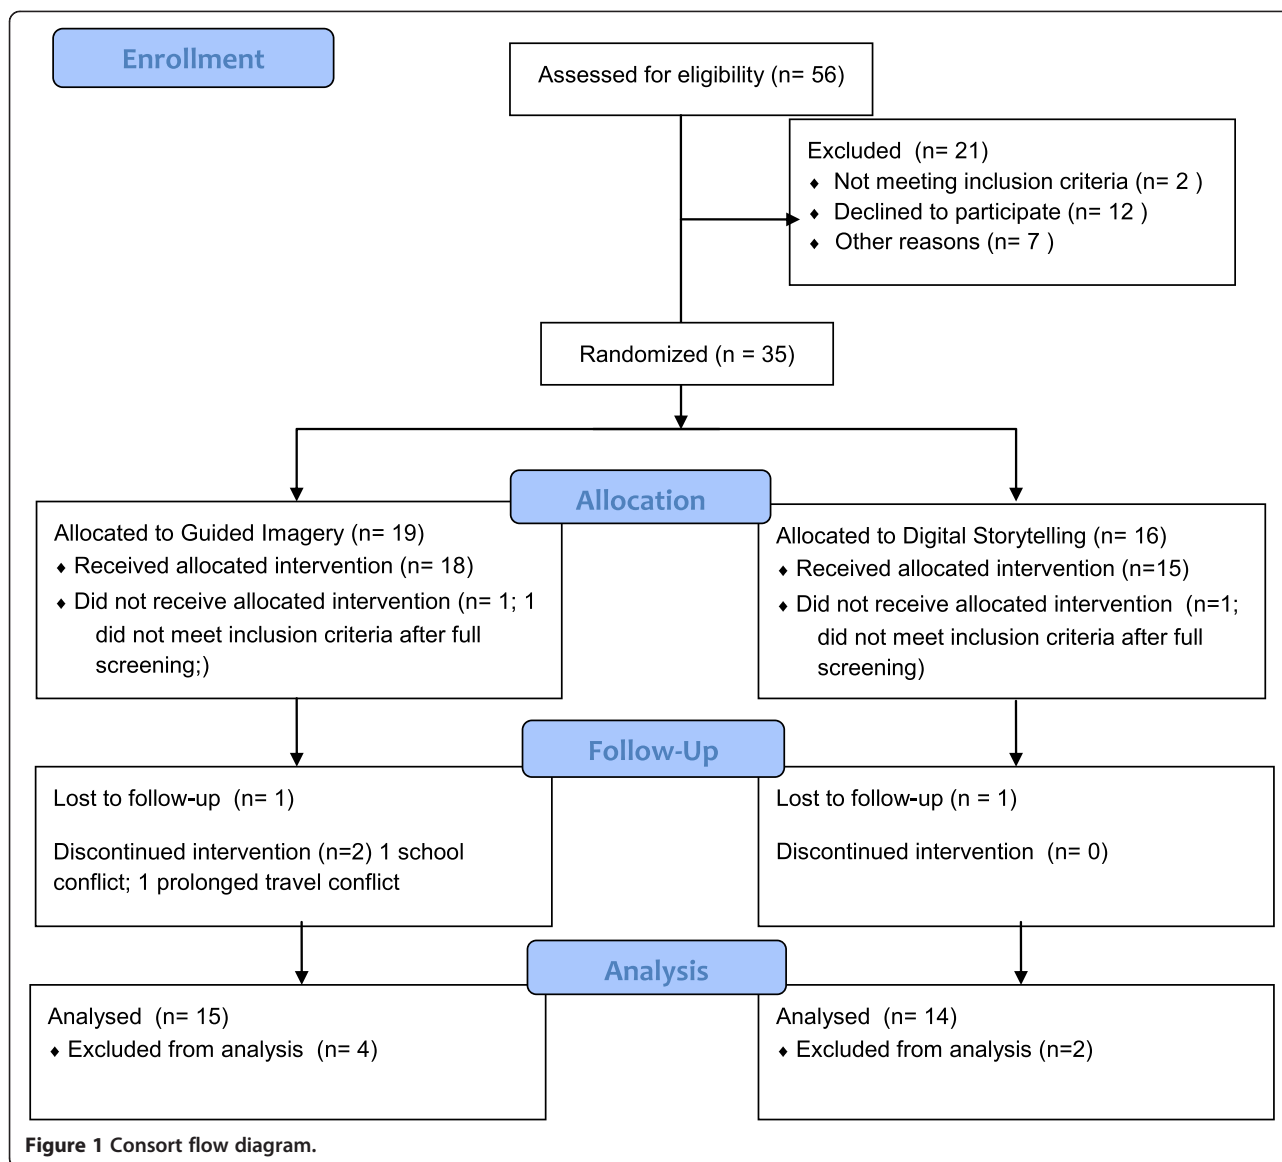 Enrollment
Assessed for eligibility (n= 56)
Excluded (n= 21)
♦ Not meeting inclusion criteria (n= 2 )
♦ Declined to participate (n= 12 )
♦ Other reasons (n= 7 )
Randomized (n = 35)
Allocation
Allocated to Guided Imagery (n= 19)
♦ Received allocated intervention (n= 18)
♦ Did not receive allocated intervention (n= 1; 1
did not meet inclusion criteria after full
screening;)
Allocated to Digital Storytelling (n= 16)
♦ Received allocated intervention (n=15)
♦ Did not receive allocated intervention (n=1;
did not meet inclusion criteria after full
screening)
Follow-Up
Lost to follow-up (n= 1)
Discontinued intervention (n=2) 1 school
conflict; 1 prolonged travel conflict
Lost to follow-up (n = 1)
Discontinued intervention (n= 0)
Analysis
Analysed (n= 15)
♦ Excluded from analysis (n= 4)
Analysed (n= 14)
♦ Excluded from analysis (n=2)
Figure 1 Consort flow diagram.